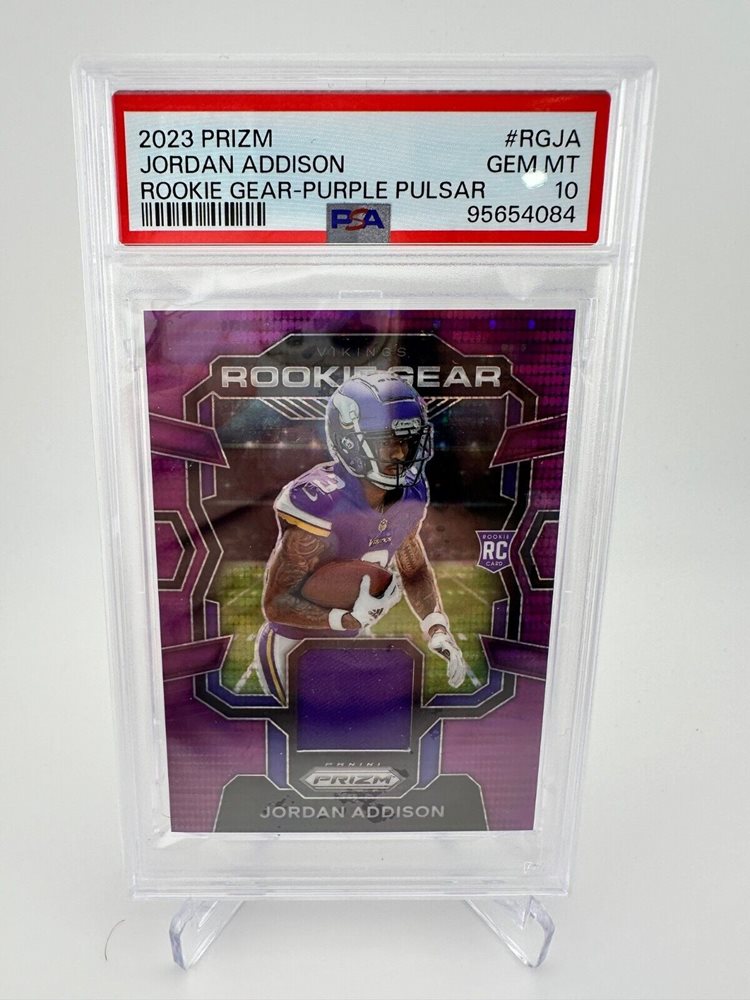 2023 PRIZM #RGJA
JORDAN ADDISON GEM MT
ROOKIE GEAR-PURPLE PULSAR 10
PSA 95654084
VIKINGS
ROOKIE GEAR
ROOKIE
RC
CARD
PANINI
PRIZM
JORDAN ADDISON